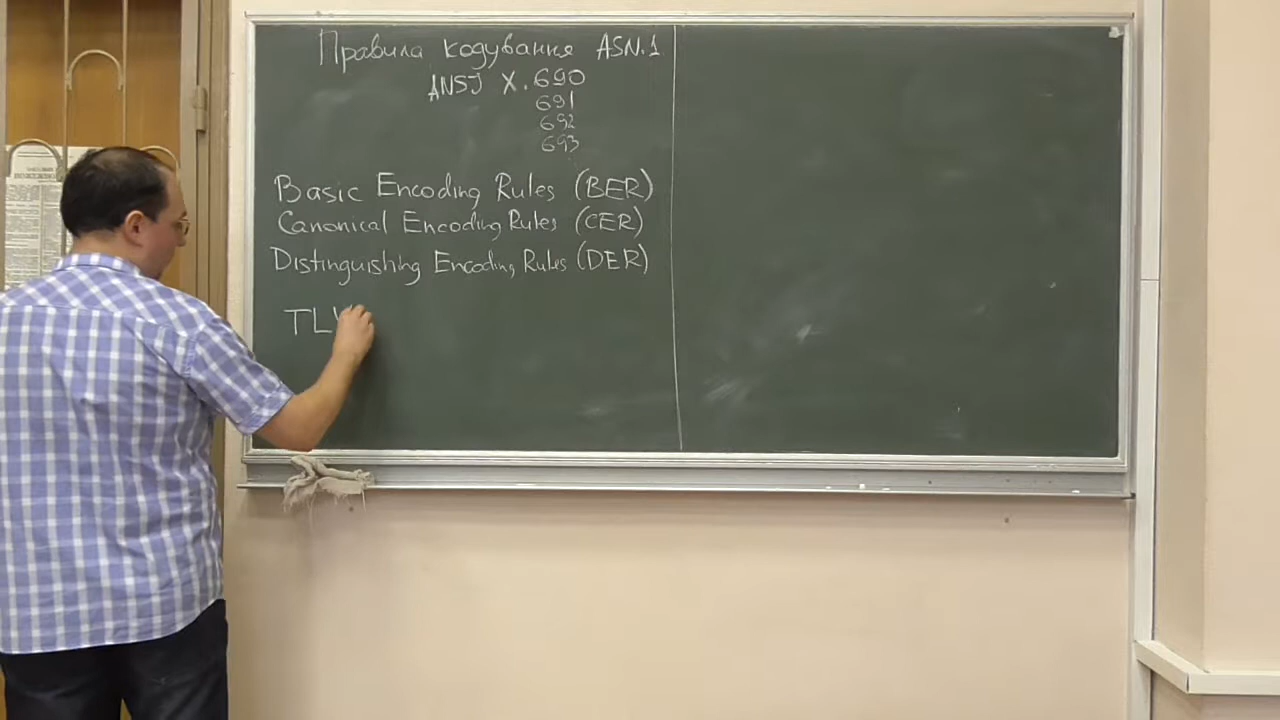 Правила кодування ASN.1
ANSI X.690
691
692
693
Basic Encoding Rules (BER)
Canonical Encoding Rules (CER)
Distinguishing Encoding Rules (DER)
TLV